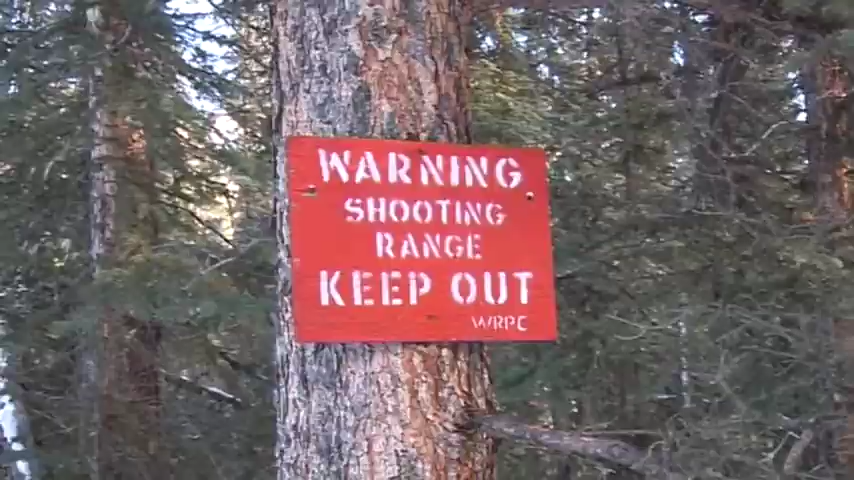 WARNING
SHOOTING
RANGE
KEEP OUT
WRPC